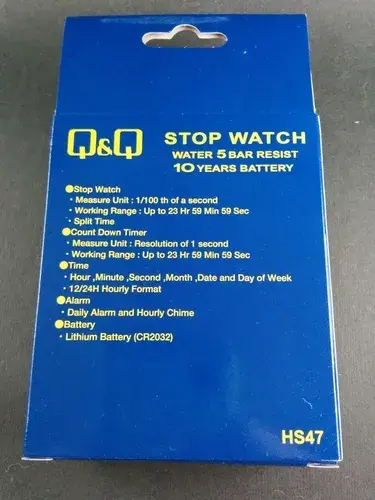 Q&Q
STOP WATCH
WATER 5 BAR RESIST
10 YEARS BATTERY
●Stop Watch
・Measure Unit : 1/100 th of a second
・Working Range : Up to 23 Hr 59 Min 59 Sec
・Split Time
●Count Down Timer
・Measure Unit : Resolution of 1 second
・Working Range : Up to 23 Hr 59 Min 59 Sec
●Time
・Hour ,Minute ,Second ,Month ,Date and Day of Week
・12/24H Hourly Format
●Alarm
・Daily Alarm and Hourly Chime
●Battery
・Lithium Battery (CR2032)
HS47